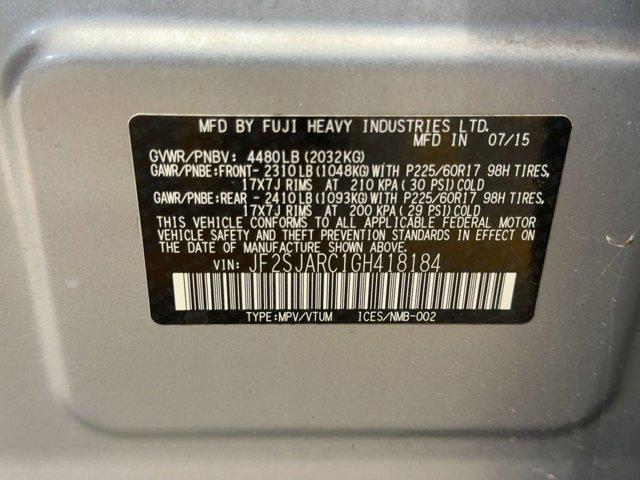 MFD BY FUJI HEAVY INDUSTRIES LTD.
MFD IN 07/15
GVWR/PNBV: 4480LB (2032KG)
GAWR/PNBE:FRONT- 2310LB (1048KG) WITH P225/60R17 98H TIRES,
17X7J RIMS AT 210 KPA ( 30 PSI) COLD
GAWR/PNBE:REAR - 2410LB (1093KG) WITH P225/60R17 98H TIRES,
17X7J RIMS AT 200 KPA ( 29 PSI) COLD
THIS VEHICLE CONFORMS TO ALL APPLICABLE FEDERAL MOTOR
VEHICLE SAFETY AND THEFT PREVENTION STANDARDS IN EFFECT ON
THE DATE OF MANUFACTURE SHOWN ABOVE.
VIN: JF2SJARC1GH418184
TYPE:MPV/VTUM ICES/NMB-002